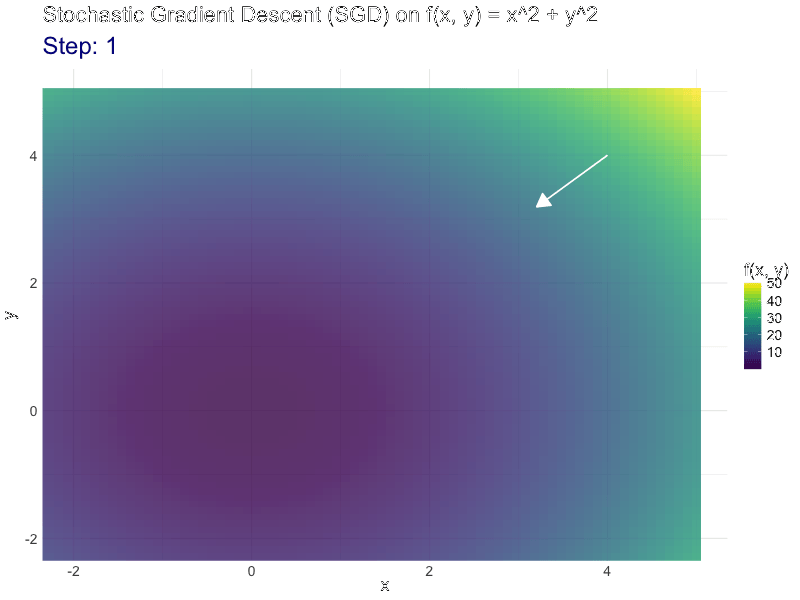 Stochastic Gradient Descent (SGD) on f(x, y) = x^2 + y^2
Step: 1
y
4
2
0
-2
-2
0
2
4
x
f(x, y)
50
40
30
20
10